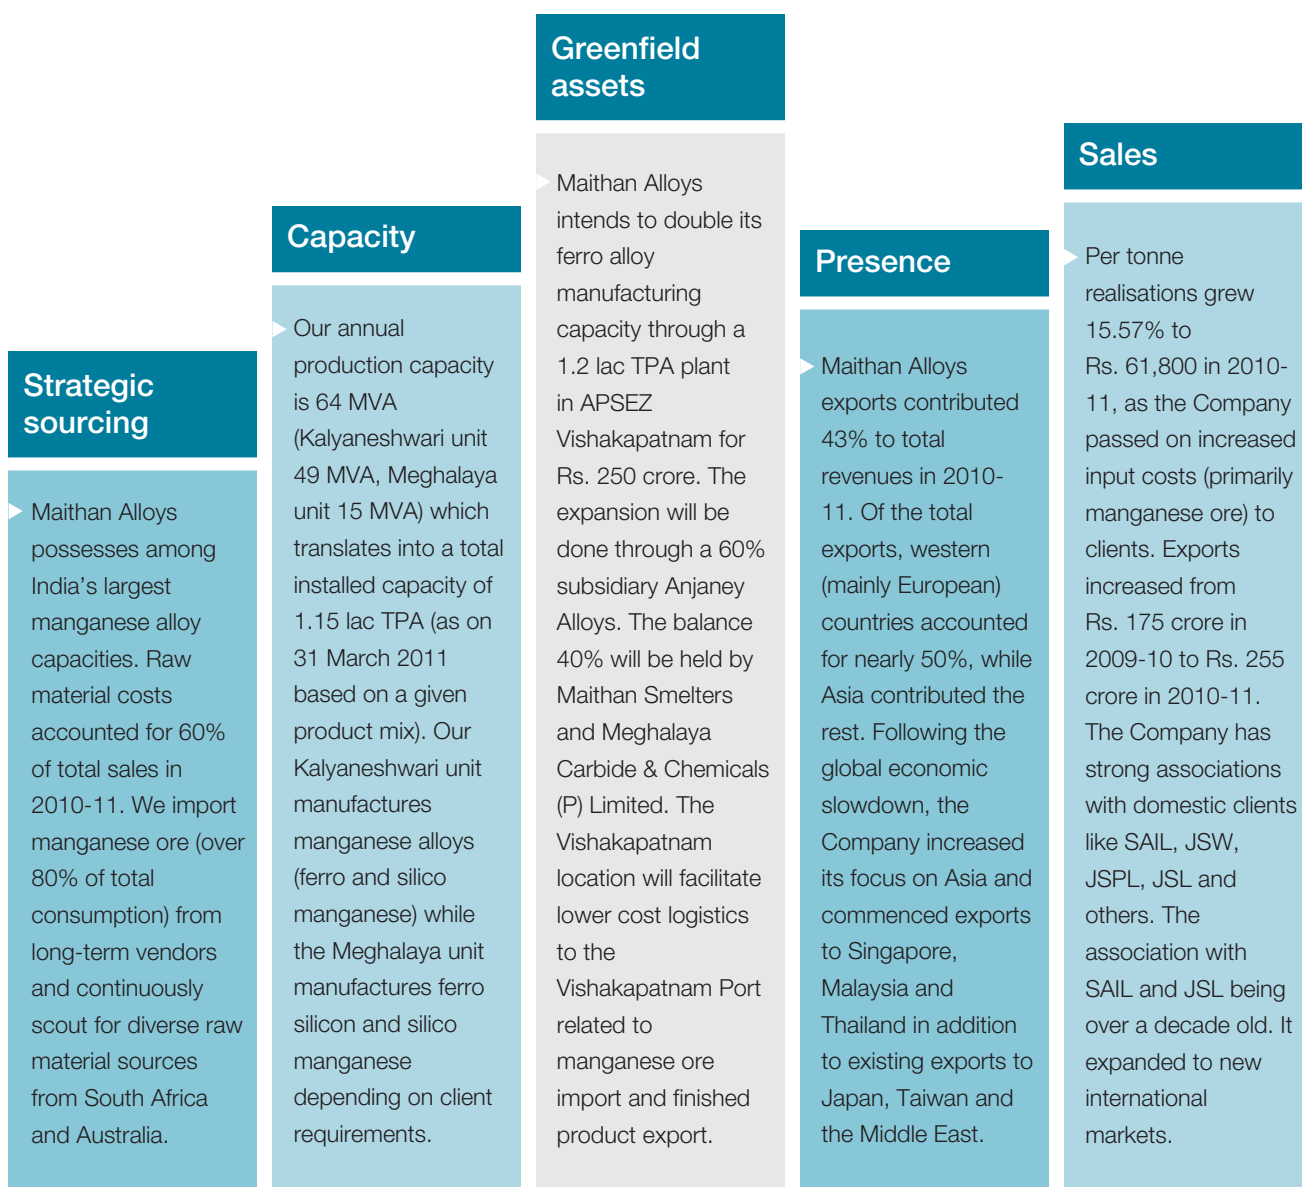 Strategic
sourcing
Maithan Alloys
possesses among
India's largest
manganese alloy
capacities. Raw
material costs
accounted for 60%
of total sales in
2010-11. We import
manganese ore (over
80% of total
consumption) from
long-term vendors
and continuously
scout for diverse raw
material sources
from South Africa
and Australia.
Capacity
Our annual
production capacity
is 64 MVA
(Kalyaneshwari unit
49 MVA, Meghalaya
unit 15 MVA) which
translates into a total
installed capacity of
1.15 lac TPA (as on
31 March 2011
based on a given
product mix). Our
Kalyaneshwari unit
manufactures
manganese alloys
(ferro and silico
manganese) while
the Meghalaya unit
manufactures ferro
silicon and silico
manganese
depending on client
requirements.
Greenfield
assets
Maithan Alloys
intends to double its
ferro alloy
manufacturing
capacity through a
1.2 lac TPA plant
in APSEZ
Vishakapatnam for
Rs. 250 crore. The
expansion will be
done through a 60%
subsidiary Anjaney
Alloys. The balance
40% will be held by
Maithan Smelters
and Meghalaya
Carbide & Chemicals
(P) Limited. The
Vishakapatnam
location will facilitate
lower cost logistics
to the
Vishakapatnam Port
related to
manganese ore
import and finished
product export.
Presence
Maithan Alloys
exports contributed
43% to total
revenues in 2010-
11. Of the total
exports, western
(mainly European)
countries accounted
for nearly 50%, while
Asia contributed the
rest. Following the
global economic
slowdown, the
Company increased
its focus on Asia and
commenced exports
to Singapore,
Malaysia and
Thailand in addition
to existing exports to
Japan, Taiwan and
the Middle East.
Sales
Per tonne
realisations grew
15.57% to
Rs. 61,800 in 2010-
11, as the Company
passed on increased
input costs (primarily
manganese ore) to
clients. Exports
increased from
Rs. 175 crore in
2009-10 to Rs. 255
crore in 2010-11.
The Company has
strong associations
with domestic clients
like SAIL, JSW,
JSPL, JSL and
others. The
association with
SAIL and JSL being
over a decade old. It
expanded to new
international
markets.